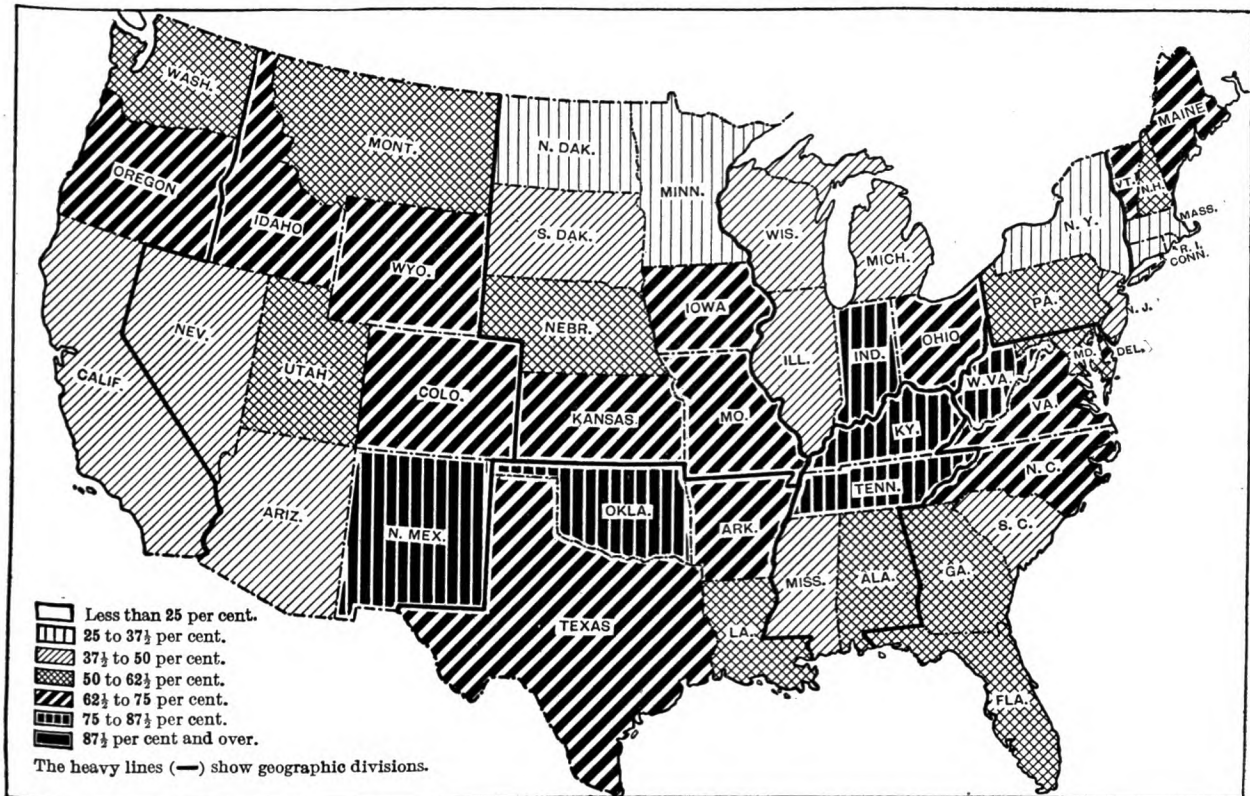 WASH.
MONT.
N. DAK.
MINN.
OREGON
IDAHO
S. DAK.
WIS.
MICH.
MAINE
VT.
N.H.
N. Y.
MASS.
R. I.
CONN.
WYO.
IOWA
NEBR.
NEV.
UTAH
CALIF.
COLO.
KANSAS.
MO.
ILL.
IND.
OHIO
PA.
N. J.
MD.
DEL.
W. VA.
VA.
KY.
N. C.
TENN.
ARIZ.
N. MEX.
OKLA.
ARK.
S. C.
MISS.
ALA.
GA.
TEXAS
LA.
FLA.
Less than 25 per cent.
25 to 37½ per cent.
37½ to 50 per cent.
50 to 62½ per cent.
62½ to 75 per cent.
75 to 87½ per cent.
87½ per cent and over.
The heavy lines (━) show geographic divisions.